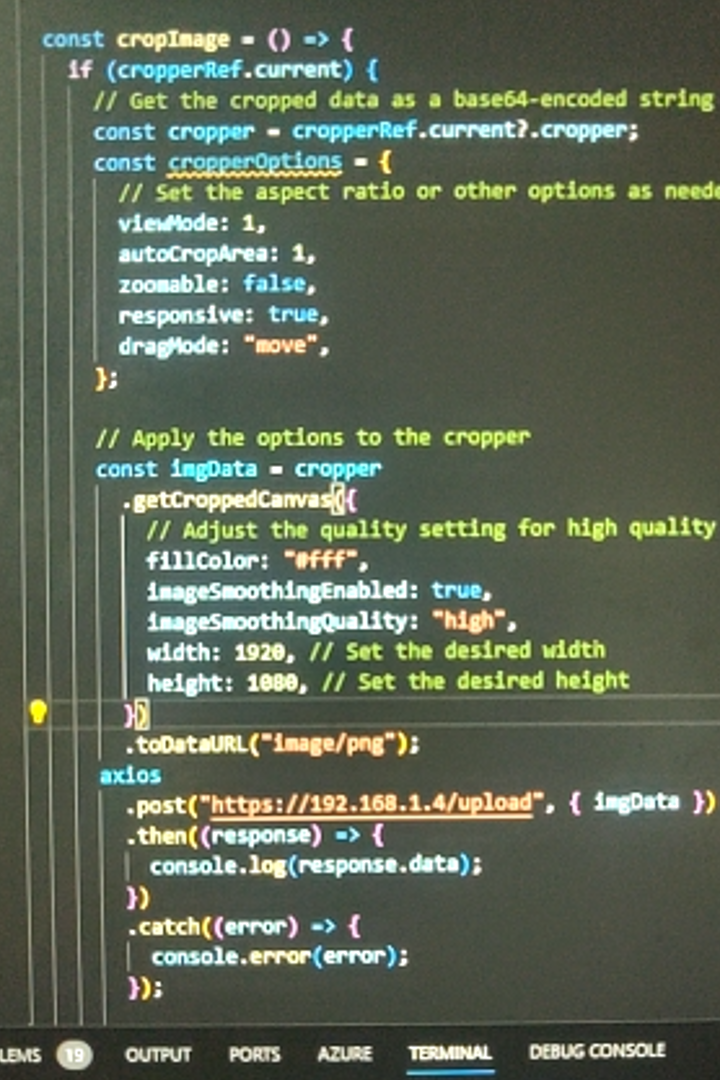 const cropImage = () => {
if (cropperRef.current) {
// Get the cropped data as a base64-encoded string
const cropper = cropperRef.current?.cropper;
const cropperOptions = {
// Set the aspect ratio or other options as neede
viewMode: 1,
autoCropArea: 1,
zoomable: false,
responsive: true,
dragMode: "move",
};
// Apply the options to the cropper
const imgData = cropper
.getCroppedCanvas({
// Adjust the quality setting for high quality
fillColor: "#fff",
imageSmoothingEnabled: true,
imageSmoothingQuality: "high",
width: 1920, // Set the desired width
height: 1080, // Set the desired height
})
.toDataURL("image/png");
axios
.post("https://192.168.1.4/upload", { imgData })
.then((response) => {
console.log(response.data);
})
.catch((error) => {
console.error(error);
});
LEMS 19 OUTPUT PORTS AZURE TERMINAL DEBUG CONSOLE